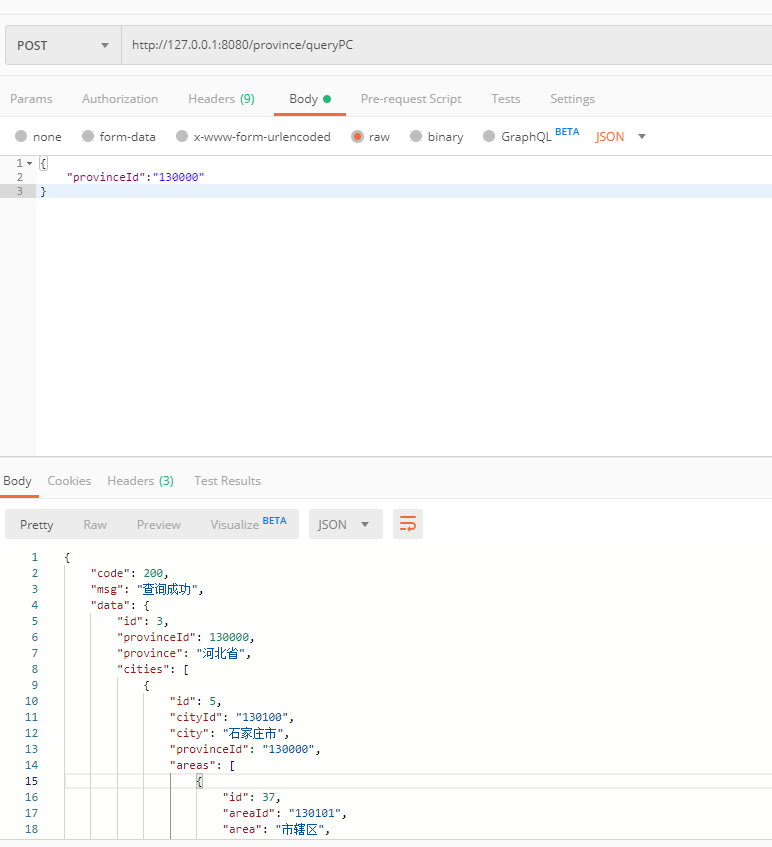 POST http://127.0.0.1:8080/province/queryPC
Params Authorization Headers (9) Body Pre-request Script Tests Settings
none form-data x-www-form-urlencoded raw binary GraphQL BETA JSON
1 {
2 "provinceId":"130000"
3 }
Body Cookies Headers (3) Test Results
Pretty Raw Preview Visualize BETA JSON
1 {
2 "code": 200,
3 "msg": "查询成功",
4 "data": {
5 "id": 3,
6 "provinceId": 130000,
7 "province": "河北省",
8 "cities": [
9 {
10 "id": 5,
11 "cityId": "130100",
12 "city": "石家庄市",
13 "provinceId": "130000",
14 "areas": [
15 {
16 "id": 37,
17 "areaId": "130101",
18 "area": "市辖区",